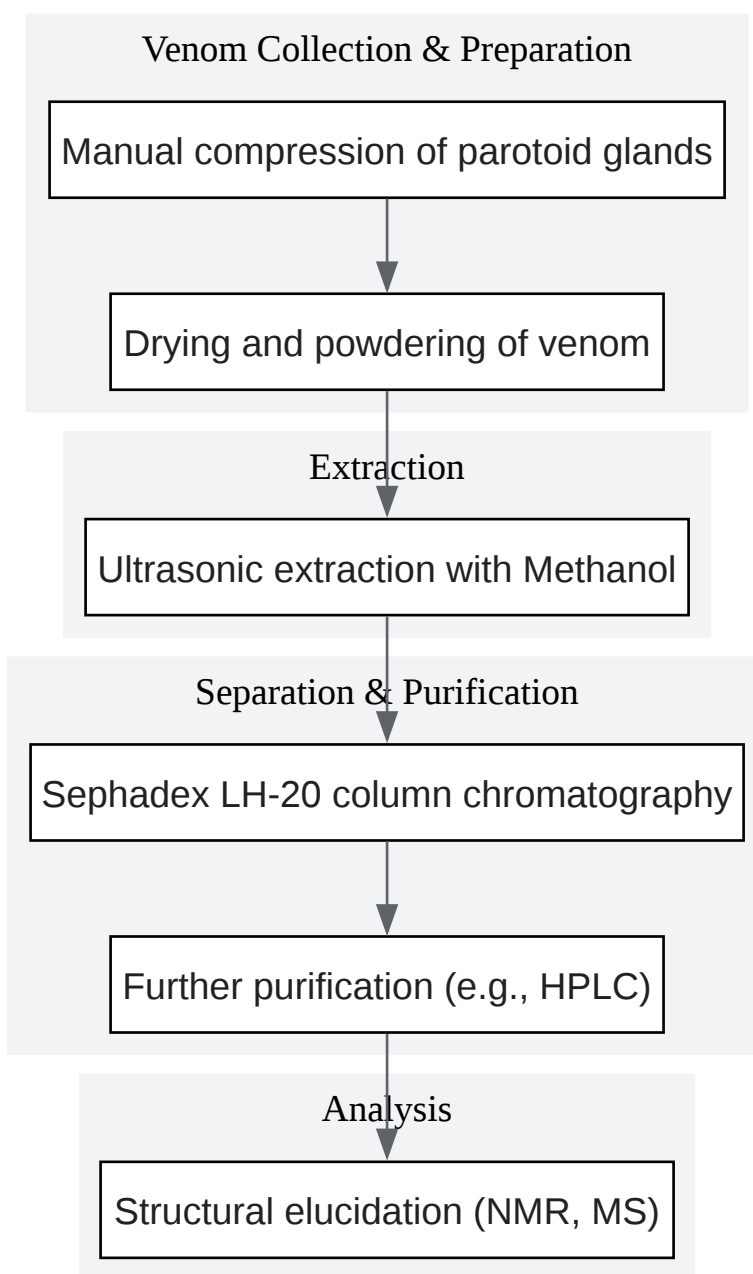 Venom Collection & Preparation
Manual compression of parotoid glands
Drying and powdering of venom
Extraction
Ultrasonic extraction with Methanol
Separation & Purification
Sephadex LH-20 column chromatography
Further purification (e.g., HPLC)
Analysis
Structural elucidation (NMR, MS)